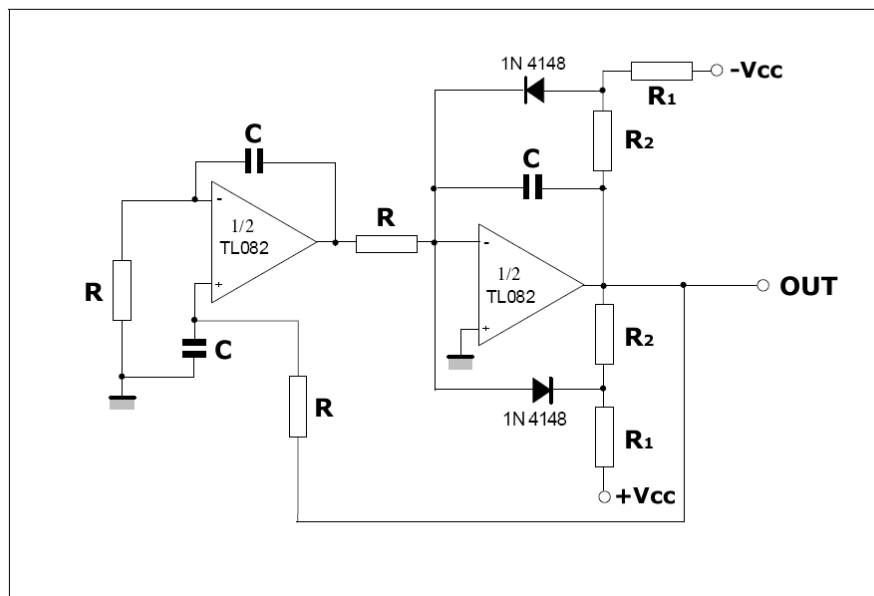 1N 4148
-Vcc
R1
C
R2
C
1/2
TL082
R
-
+
1/2
TL082
-
+
OUT
R
C
R2
R
1N 4148
R1
+Vcc